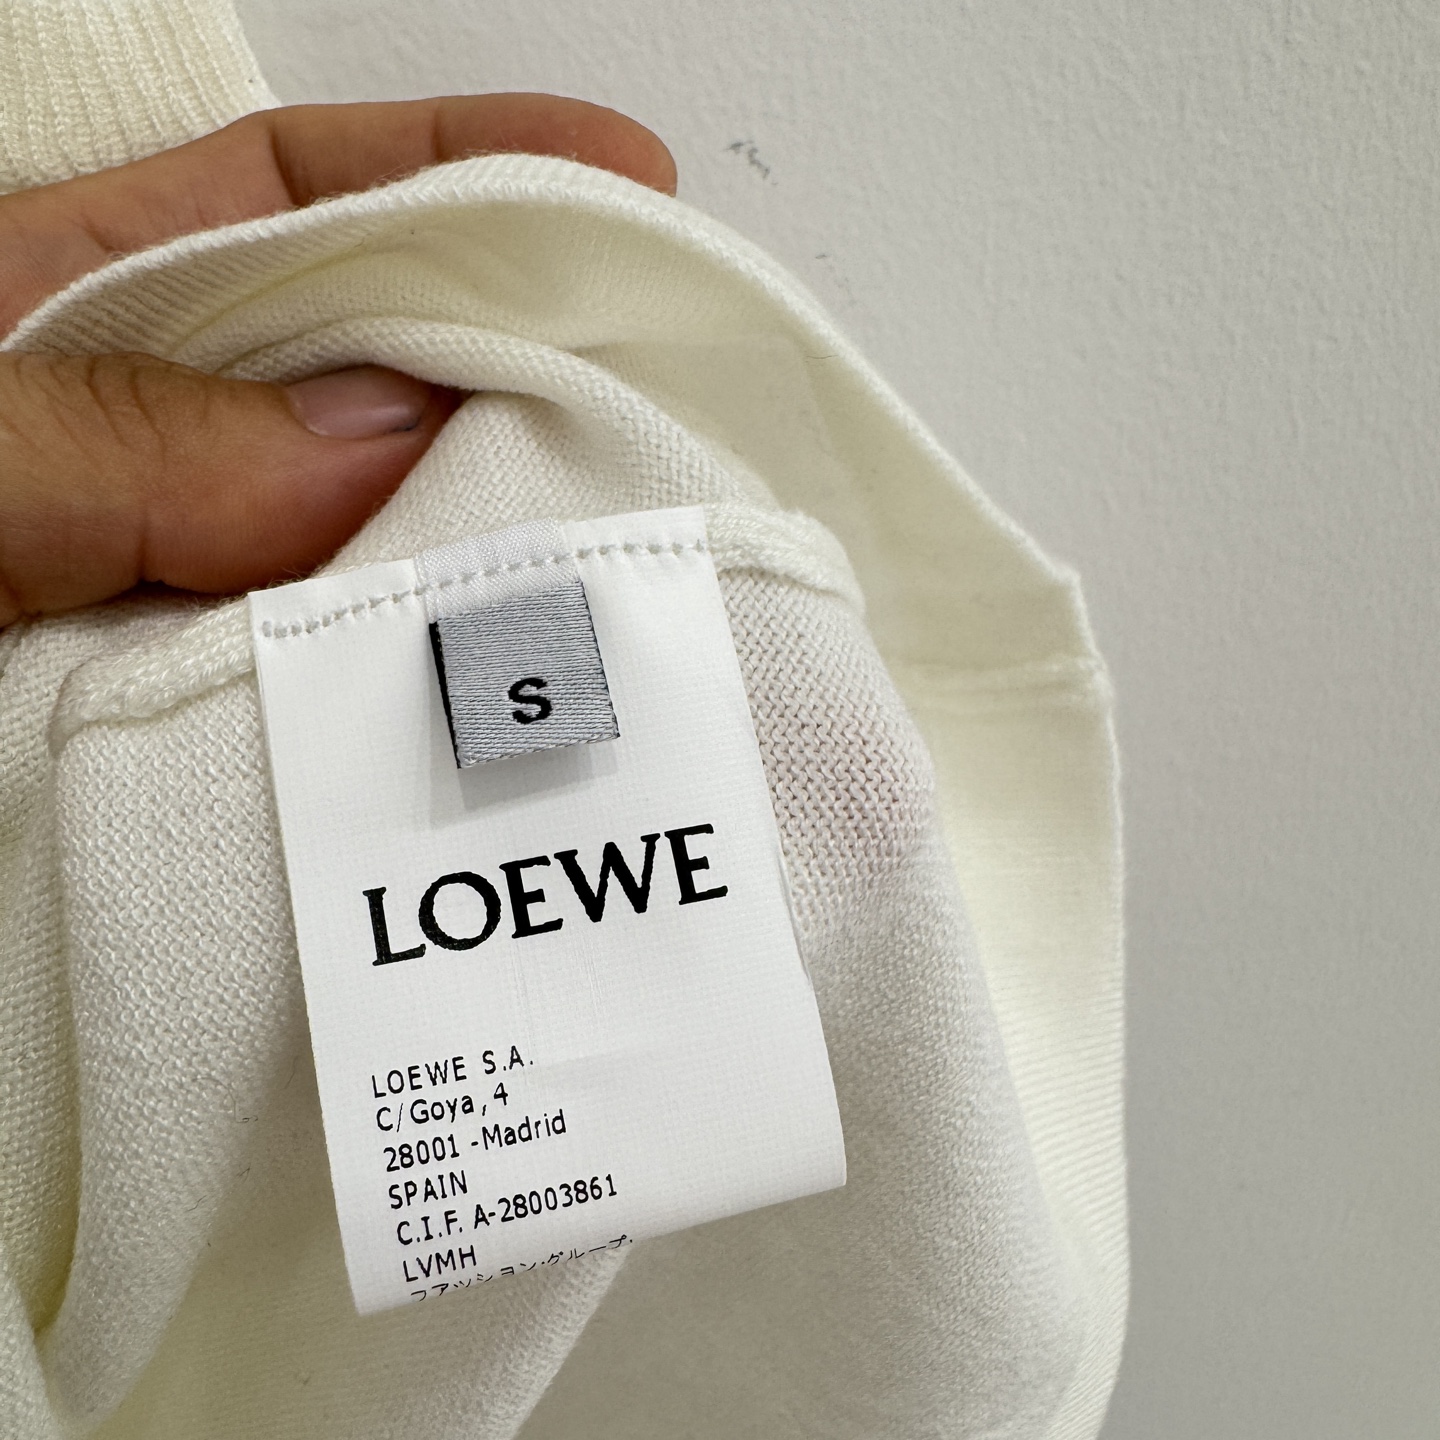 S
LOEWE
LOEWE S.A.
C/Goya, 4
28001 -Madrid
SPAIN
C.I.F. A-28003861
LVMH
ファッション・グループ.